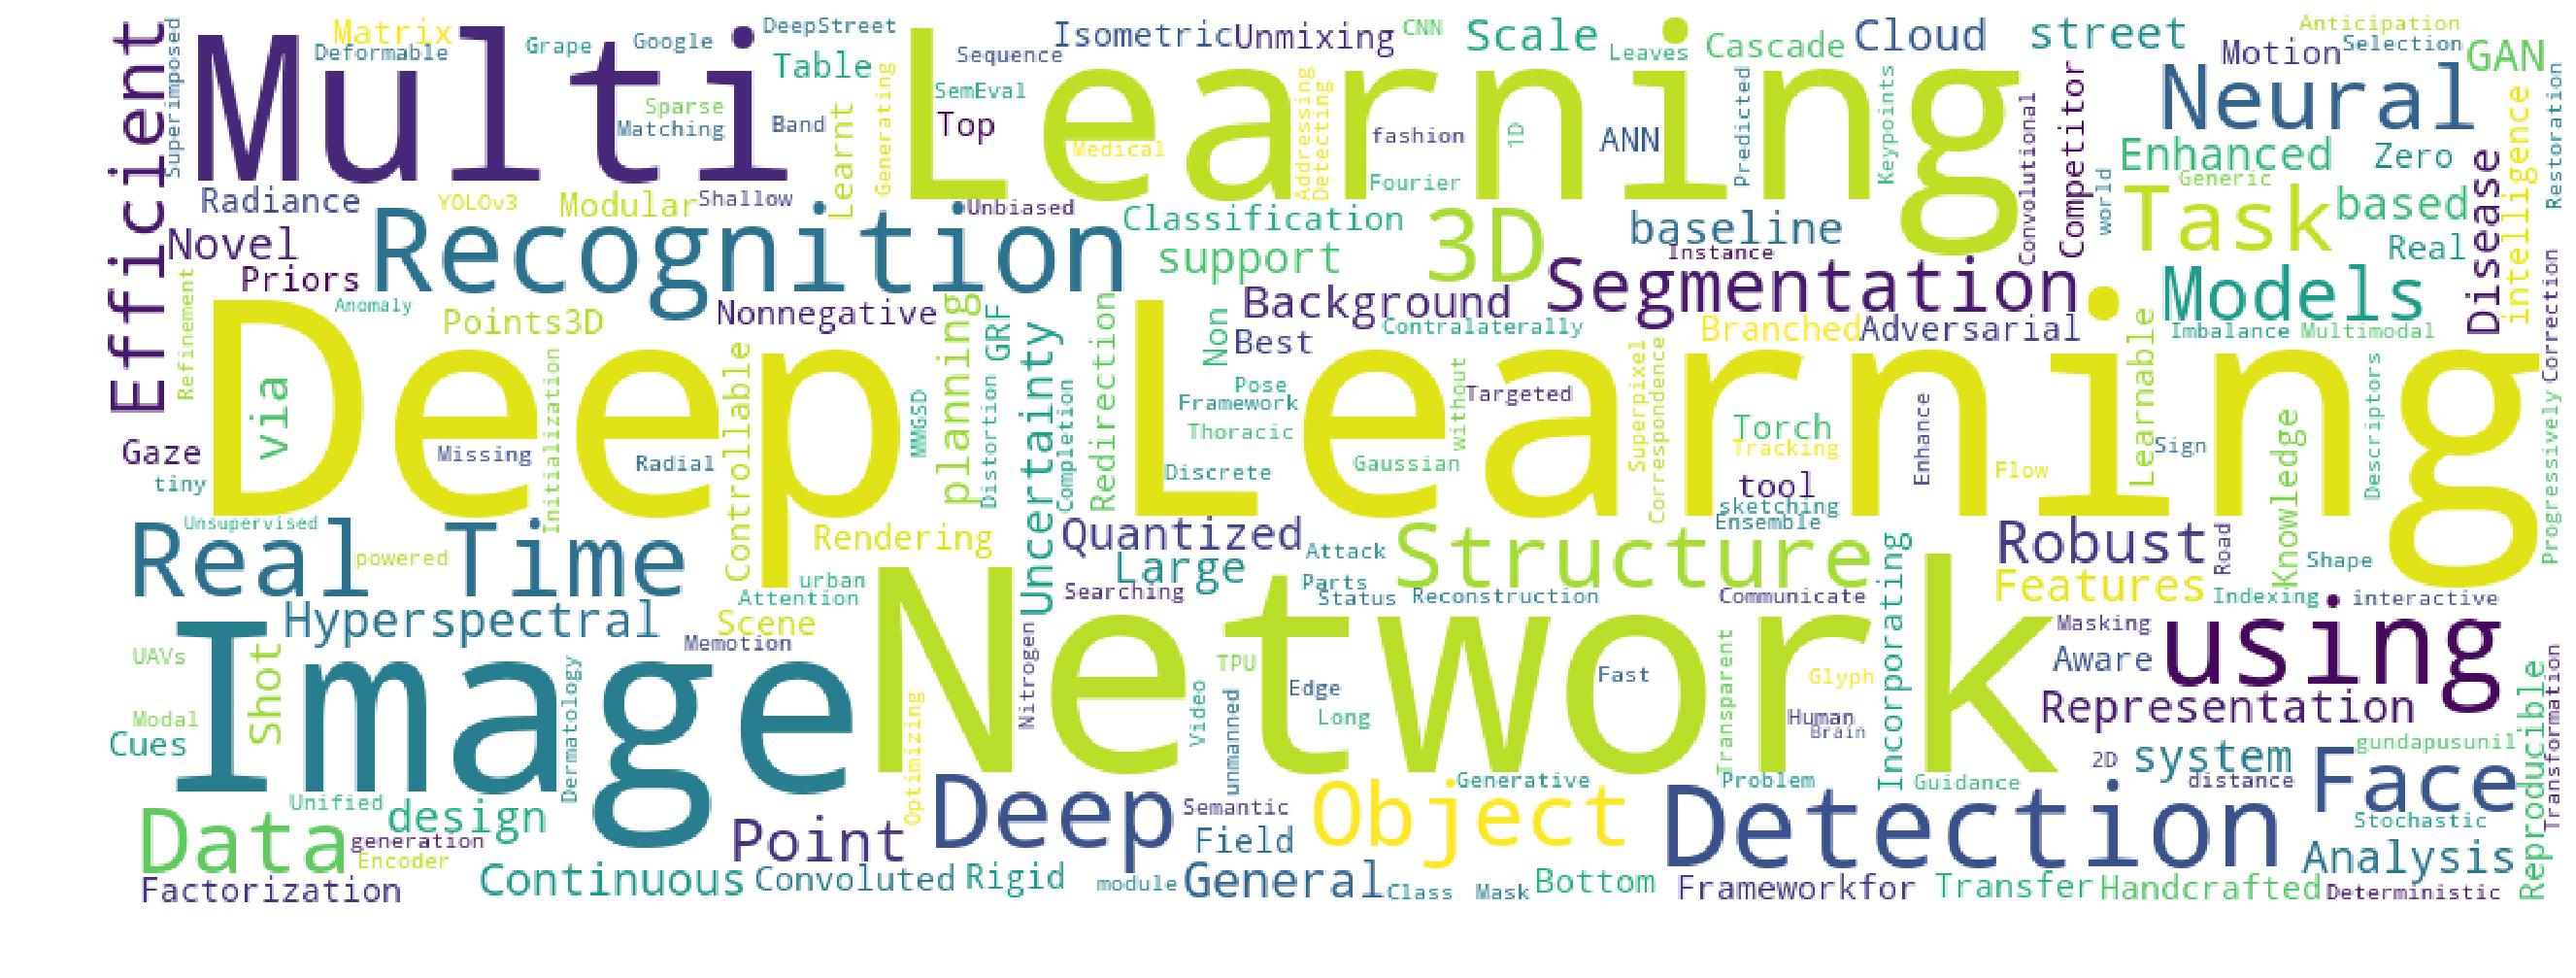 Efficient
Superimposed
Multi
Matrix
Deformable
Grape
Google
DeepStreet
Table
Sparse
Matching
Band
Learnt
Generating
Learning
Sequence
Isometric
Unmixing
CNN
Scale
Leaves
Cascade
Cloud
street
Anticipation
Motion
Selection
GAN
SemEval
Top
Medical
Addressing
Detecting
fashion
Fourier
1D
ANN
Predicted
Keypoints
Convolutional
Competitor
world
Neural
Enhanced
Zero
Generic
Disease
intelligence
Restoration
Radiance
YOLOv3
Modular
Shallow
Unbiased
Classification
3D
baseline
Instance
Task
based
Real
Novel
Priors
Recognition
support
Segmentation
Models
Refinement
Anomaly
Points3D
Nonnegative
planning
GRF
Distortion
Uncertainty
Redirection
Completion
Background
Non
Best
Contralaterally
Branched
Adversarial
Imbalance
Multimodal
Correction
Deep Learning
via
Gaze
tiny
Missing
Radial
Initialization
Controllable
MMGSD
Pose
Framework
Thoracic
Discrete
Gaussian
without
Targeted
Superpixel
Correspondence
Torch
Tracking
tool
sketching
Ensemble
Enhance
Flow
Learnable
Sign
Knowledge
Descriptors
Progressively
Unsupervised
Real Time
powered
Rendering
urban
Attention
Quantized
Large
Searching
Attack
Parts
Status
Reconstruction
Structure
Communicate
Incorporating
Robust
Road
Features
Shape
Indexing
interactive
Hyperspectral
Scene
Memotion
UAVs
Shot
Modal
Cues
Image
Dermatology
Optimizing
Network
Nitrogen
TPU
Video
unmanned
Edge
Long
Fast
Transparent
Glyph
Human
Brain
Masking
Aware
using
Representation
Reproducible
Transformation
gundapusunil
2D
system
distance
Face
Stochastic
Data
Unified
design
generation
Encoder
Factorization
Continuous
Point
Convoluted
Deep
Rigid
Semantic
Field
General
module
Generative
Object
Class
Mask
Bottom
Problem
Guidance
Detection
Frameworkfor
Transfer
Handcrafted
Analysis
Deterministic